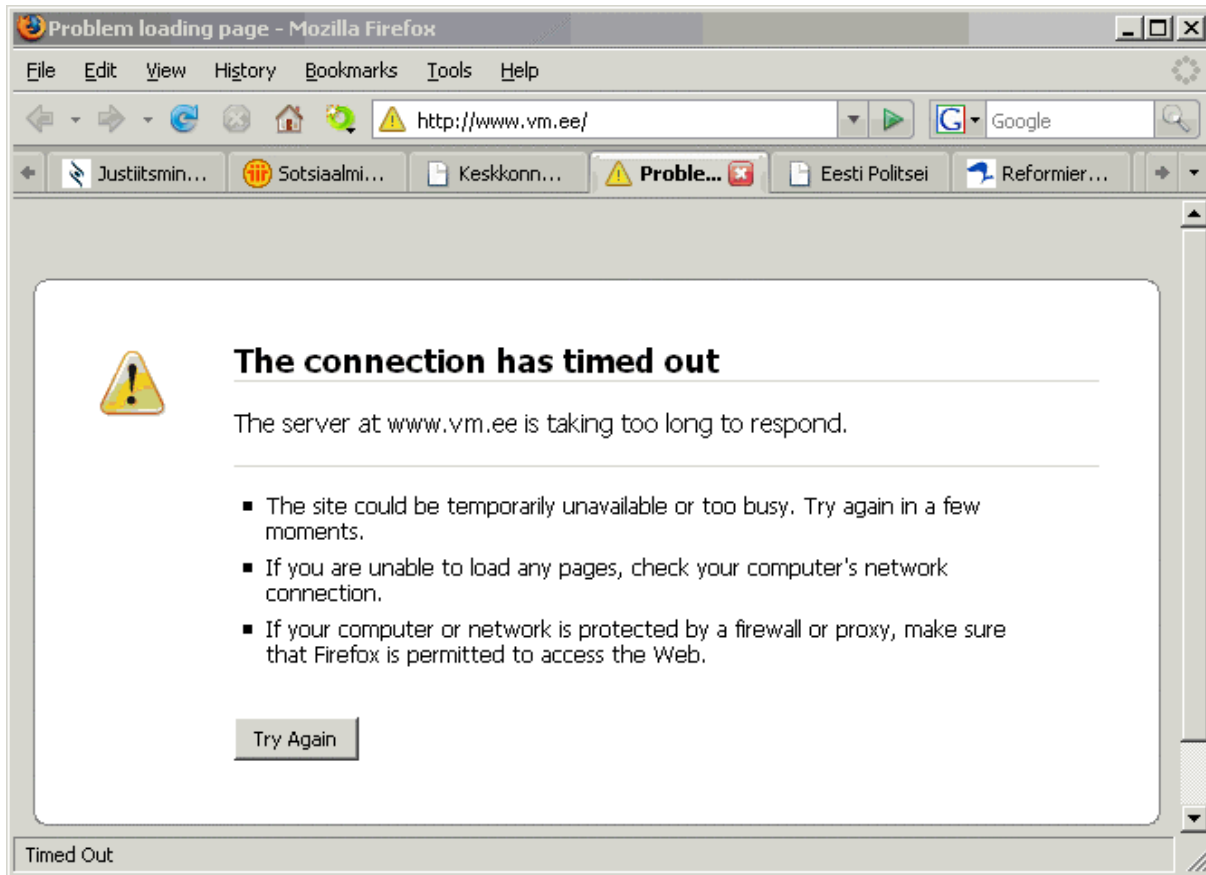 Problem loading page - Mozilla Firefox
File Edit View History Bookmarks Tools Help
http://www.vm.ee/ G Google
Justiitsmin... Sotsiaalmi... Keskkonn... Proble... Eesti Politsei Reformier...
The connection has timed out
The server at www.vm.ee is taking too long to respond.
The site could be temporarily unavailable or too busy. Try again in a few
moments.
If you are unable to load any pages, check your computer's network
connection.
If your computer or network is protected by a firewall or proxy, make sure
that Firefox is permitted to access the Web.
Try Again
Timed Out